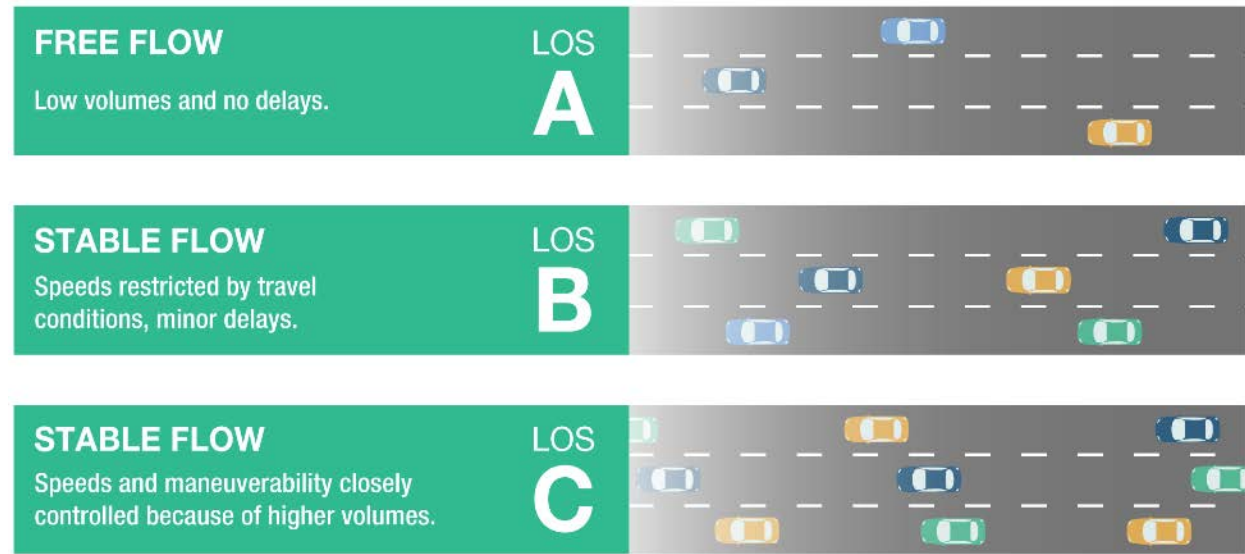 FREE FLOW
Low volumes and no delays.
LOS
A
STABLE FLOW
Speeds restricted by travel
conditions, minor delays.
LOS
B
STABLE FLOW
Speeds and maneuverability closely
controlled because of higher volumes.
LOS
C